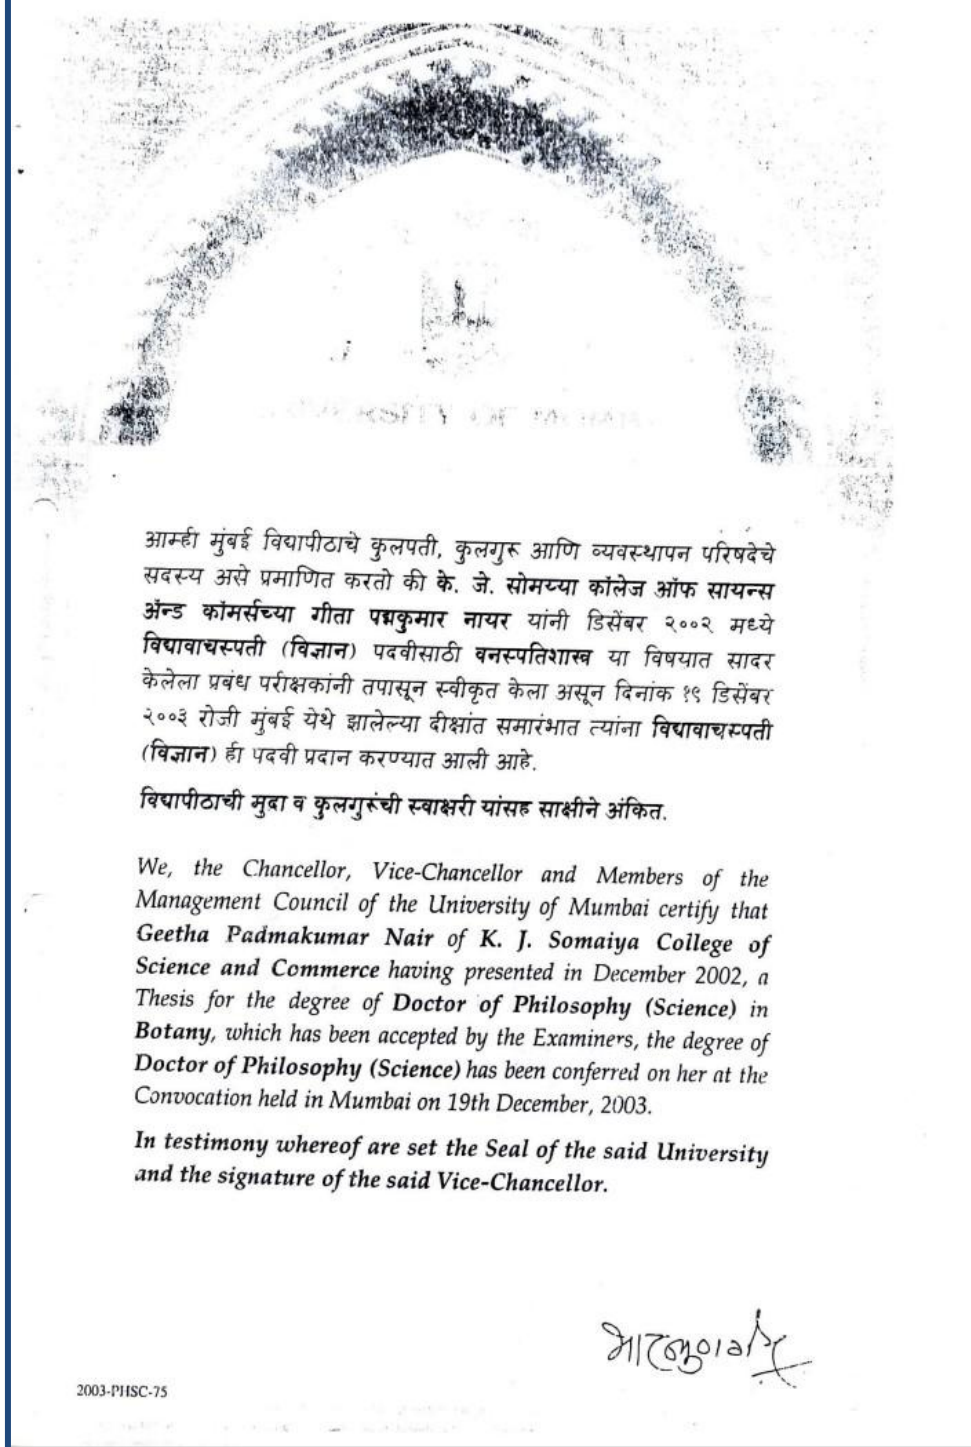 आम्ही मुंबई विद्यापीठाचे कुलपती, कुलगुरू आणि व्यवस्थापन परिषदेचे
सदस्य असे प्रमाणित करतो की के. जे. सोमय्या कॉलेज ऑफ सायन्स
ॲन्ड कॉमर्सच्या गीता पद्मकुमार नायर यांनी डिसेंबर २००२ मध्ये
विद्यावाचस्पती (विज्ञान) पदवीसाठी वनस्पतिशास्त्र या विषयात सादर
केलेला प्रबंध परीक्षकांनी तपासून स्वीकृत केला असून दिनांक १९ डिसेंबर
२००३ रोजी मुंबई येथे झालेल्या दीक्षांत समारंभात त्यांना विद्यावाचस्पती
(विज्ञान) ही पदवी प्रदान करण्यात आली आहे.
विद्यापीठाची मुद्रा व कुलगुरूंची स्वाक्षरी यांसह साक्षीने अंकित.
We, the Chancellor, Vice-Chancellor and Members of the
Management Council of the University of Mumbai certify that
Geetha Padmakumar Nair of K. J. Somaiya College of
Science and Commerce having presented in December 2002, a
Thesis for the degree of Doctor of Philosophy (Science) in
Botany, which has been accepted by the Examiners, the degree of
Doctor of Philosophy (Science) has been conferred on her at the
Convocation held in Mumbai on 19th December, 2003.
In testimony whereof are set the Seal of the said University
and the signature of the said Vice-Chancellor.
2003-PHSC-75